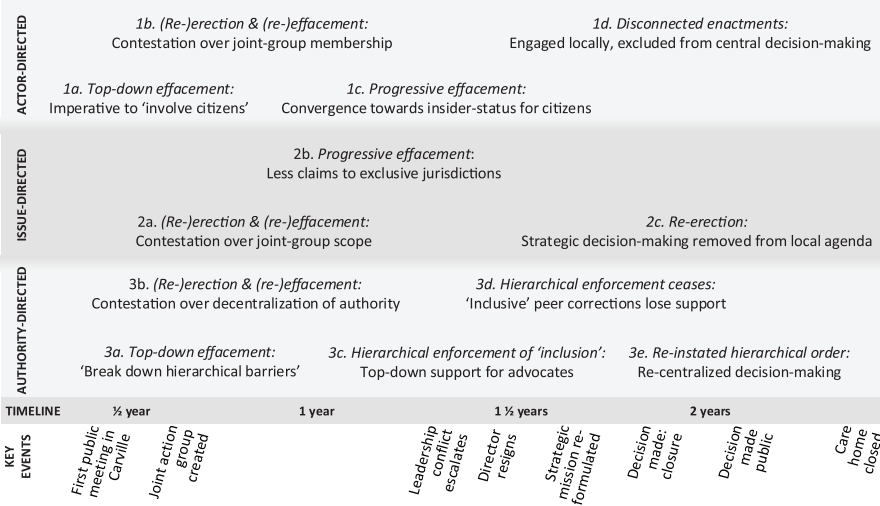 ACTOR-DIRECTED
1b. (Re-)erection & (re-)effacement:
Contestation over joint-group membership
1d. Disconnected enactments:
Engaged locally, excluded from central decision-making
1a. Top-down effacement:
Imperative to ‘involve citizens’
1c. Progressive effacement:
Convergence towards insider-status for citizens
ISSUE-DIRECTED
2b. Progressive effacement:
Less claims to exclusive jurisdictions
2a. (Re-)erection & (re-)effacement:
Contestation over joint-group scope
2c. Re-erection:
Strategic decision-making removed from local agenda
AUTHORITY-DIRECTED
3b. (Re-)erection & (re-)effacement:
Contestation over decentralization of authority
3d. Hierarchical enforcement ceases:
‘Inclusive’ peer corrections lose support
3a. Top-down effacement:
‘Break down hierarchical barriers’
3c. Hierarchical enforcement of ‘inclusion’:
Top-down support for advocates
3e. Re-instated hierarchical order:
Re-centralized decision-making
TIMELINE
½ year
1 year
1 ½ years
2 years
KEY
EVENTS
First public
meeting in
Carville
Joint action
group
created
Leadership
conflict
escalates
Director
resigns
Strategic
mission re-
formulated
Decision
made:
closure
Decision
made
public
Care
home
closed